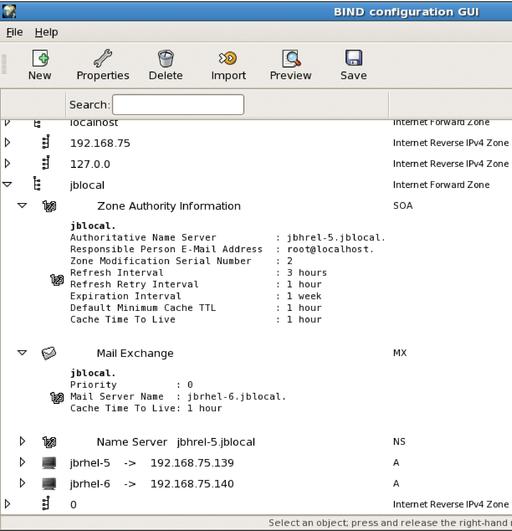 BIND configuration GUI
File Help
New Properties Delete Import Preview Save
Search:
localhost Internet Forward Zone
192.168.75 Internet Reverse IPv4 Zone
127.0.0 Internet Reverse IPv4 Zone
jblocal Internet Forward Zone
Zone Authority Information SOA
jblocal.
Authoritative Name Server : jbhrel-5.jblocal.
Responsible Person E-Mail Address : root@localhost.
Zone Modification Serial Number : 2
Refresh Interval : 3 hours
Refresh Retry Interval : 1 hour
Expiration Interval : 1 week
Default Minimum Cache TTL : 1 hour
Cache Time To Live : 1 hour
Mail Exchange MX
jblocal.
Priority : 0
Mail Server Name : jbrhel-6.jblocal.
Cache Time To Live: 1 hour
Name Server jbhrel-5.jblocal NS
jbrhel-5 -> 192.168.75.139 A
jbrhel-6 -> 192.168.75.140 A
0 Internet Reverse IPv4 Zone
Select an object; press and release the right-hand